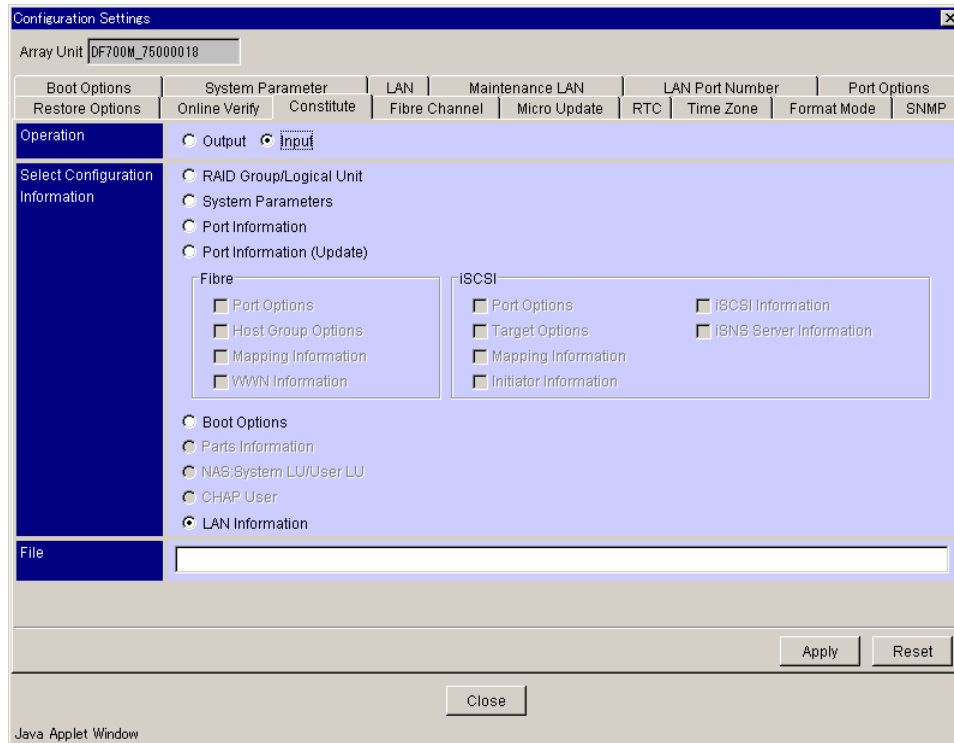 Configuration Settings
Array Unit DF700M_75000018
Boot Options System Parameter LAN Maintenance LAN LAN Port Number Port Options
Restore Options Online Verify Constitute Fibre Channel Micro Update RTC Time Zone Format Mode SNMP
Operation Output Input
Select Configuration Information
RAID Group/Logical Unit
System Parameters
Port Information
Port Information (Update)
Fibre iSCSI
Port Options Port Options iSCSI Information
Host Group Options Target Options iSNS Server Information
Mapping Information Mapping Information
WWN Information Initiator Information
Boot Options
Parts Information
NAS:System LU/User LU
CHAP User
LAN Information
File
Apply Reset
Close
Java Applet Window